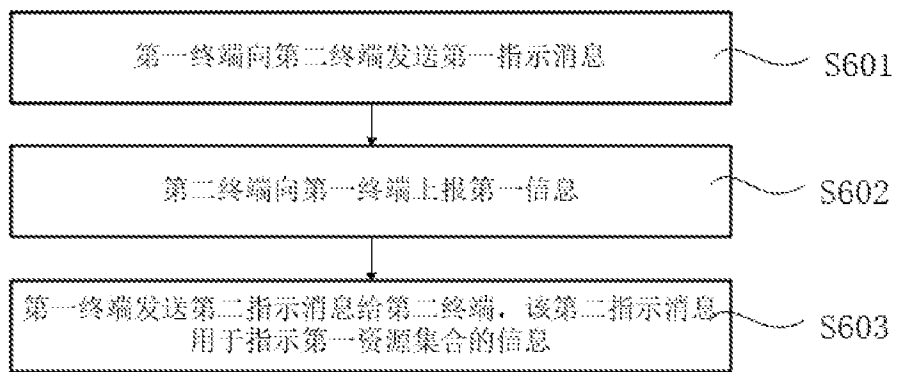 第一终端向第二终端发送第一指示消息
S601
第二终端向第一终端上报第一信息
S602
第一终端发送第二指示消息给第二终端，该第二指示消息
用于指示第一资源集合的信息
S603